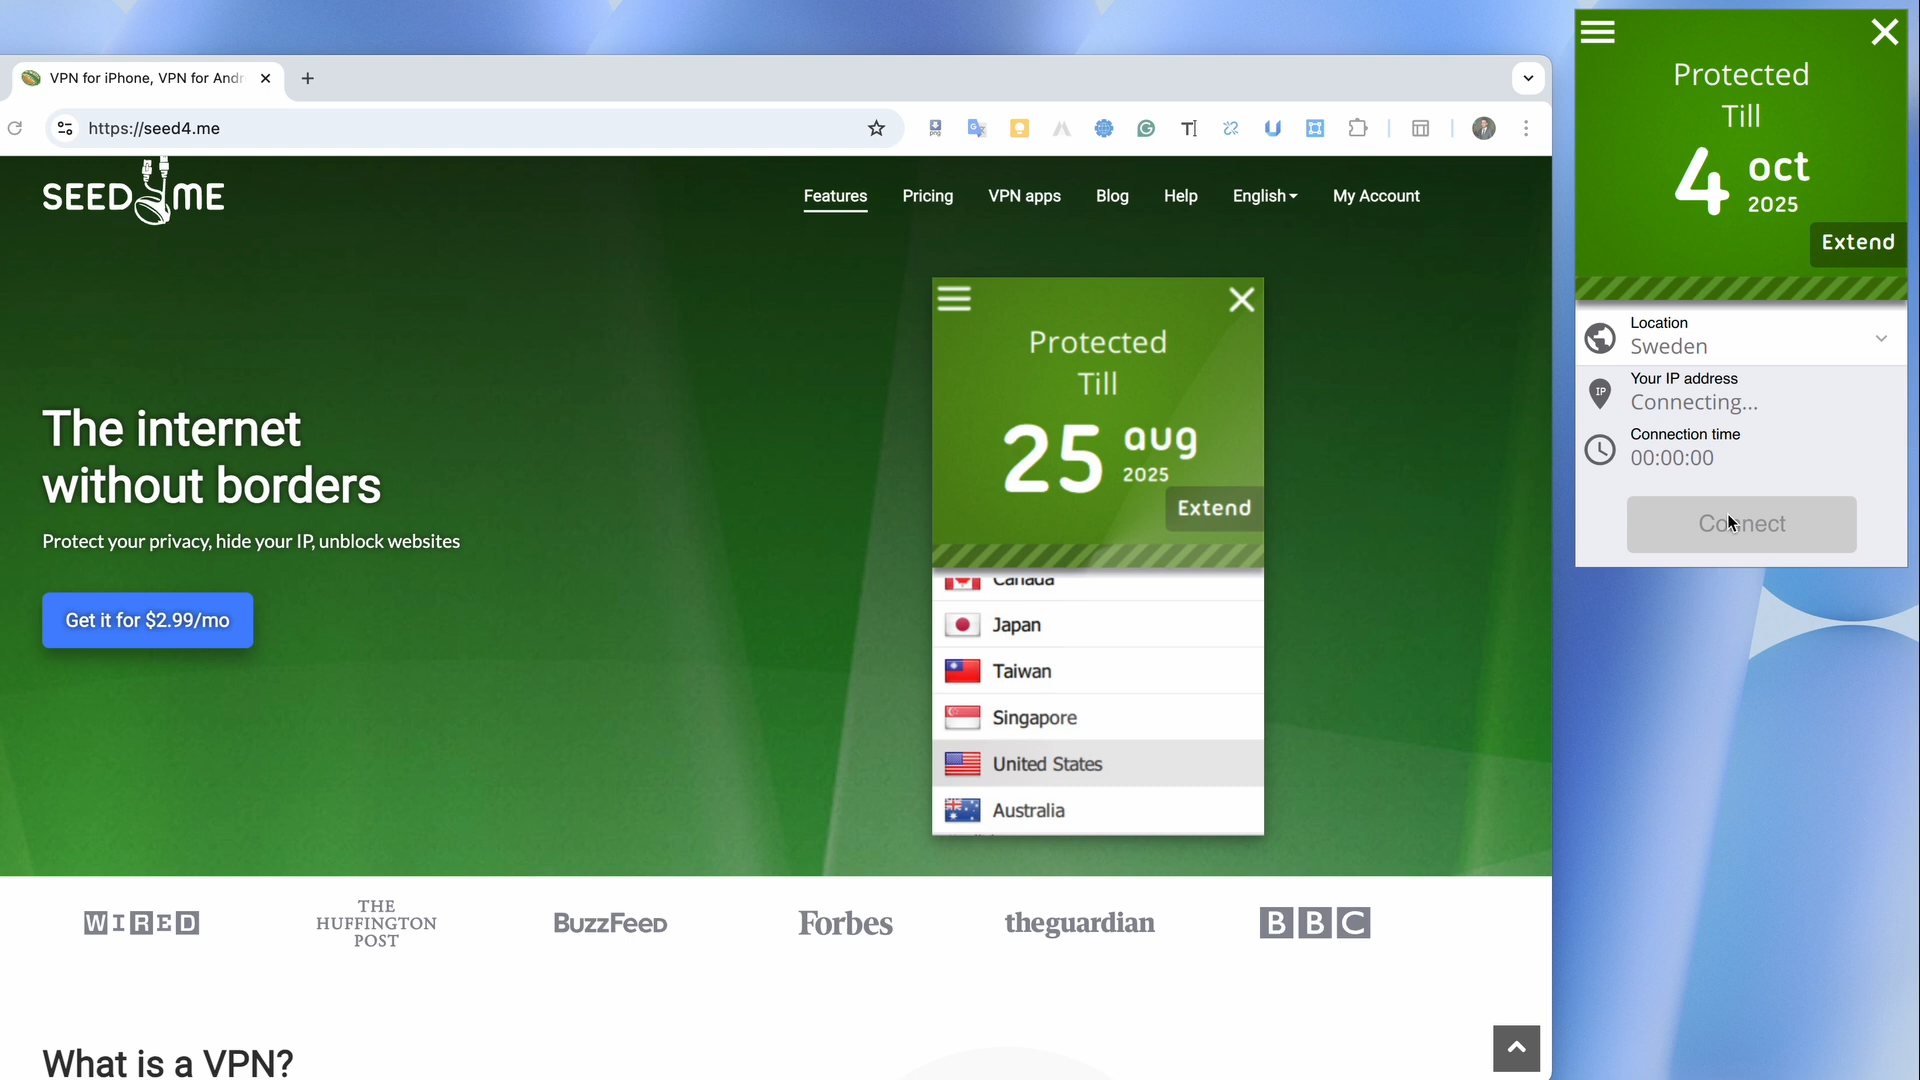 VPN for iPhone, VPN for Andr
https://seed4.me
SEED ME
Features
Pricing
VPN apps
Blog
Help
English
My Account
The internet
without borders
Protect your privacy, hide your IP, unblock websites
Get it for $2.99/mo
Protected
Till
25 aug
2025
Extend
Canada
Japan
Taiwan
Singapore
United States
Australia
WIRED
THE
HUFFINGTON
POST
BuzzFeed
Forbes
theguardian
BBC
What is a VPN?
Protected
Till
4 oct
2025
Extend
Location
Sweden
IP
Your IP address
Connecting...
Connection time
00:00:00
Connect